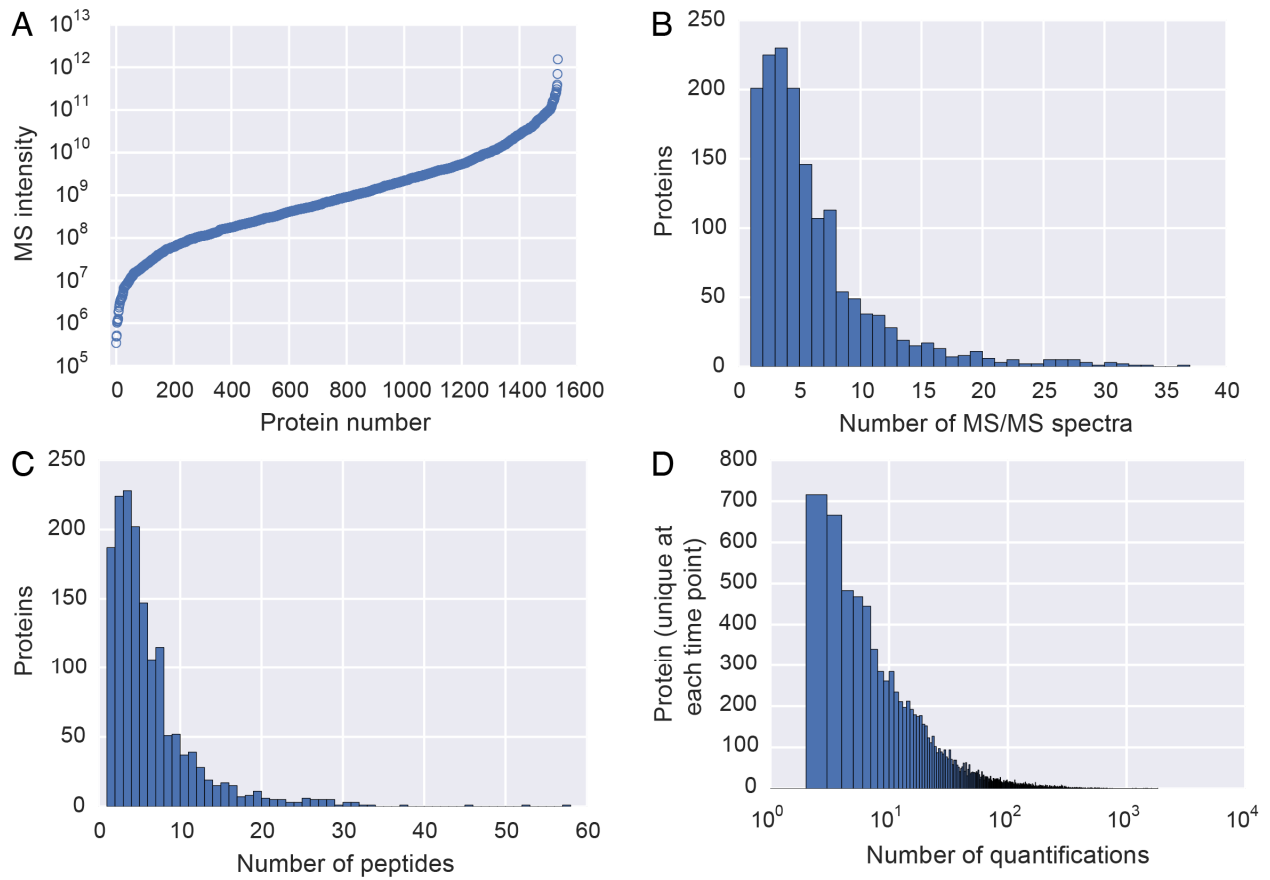 A
10^13
10^12
10^11
10^10
10^9
10^8
10^7
10^6
10^5
MS intensity
0 200 400 600 800 1000 1200 1400 1600
Protein number
B
250
200
150
100
50
0
Proteins
0 5 10 15 20 25 30 35 40
Number of MS/MS spectra
C
250
200
150
100
50
0
Proteins
0 10 20 30 40 50 60
Number of peptides
D
800
700
600
500
400
300
200
100
0
Protein (unique at
each time point)
10^0 10^1 10^2 10^3 10^4
Number of quantifications